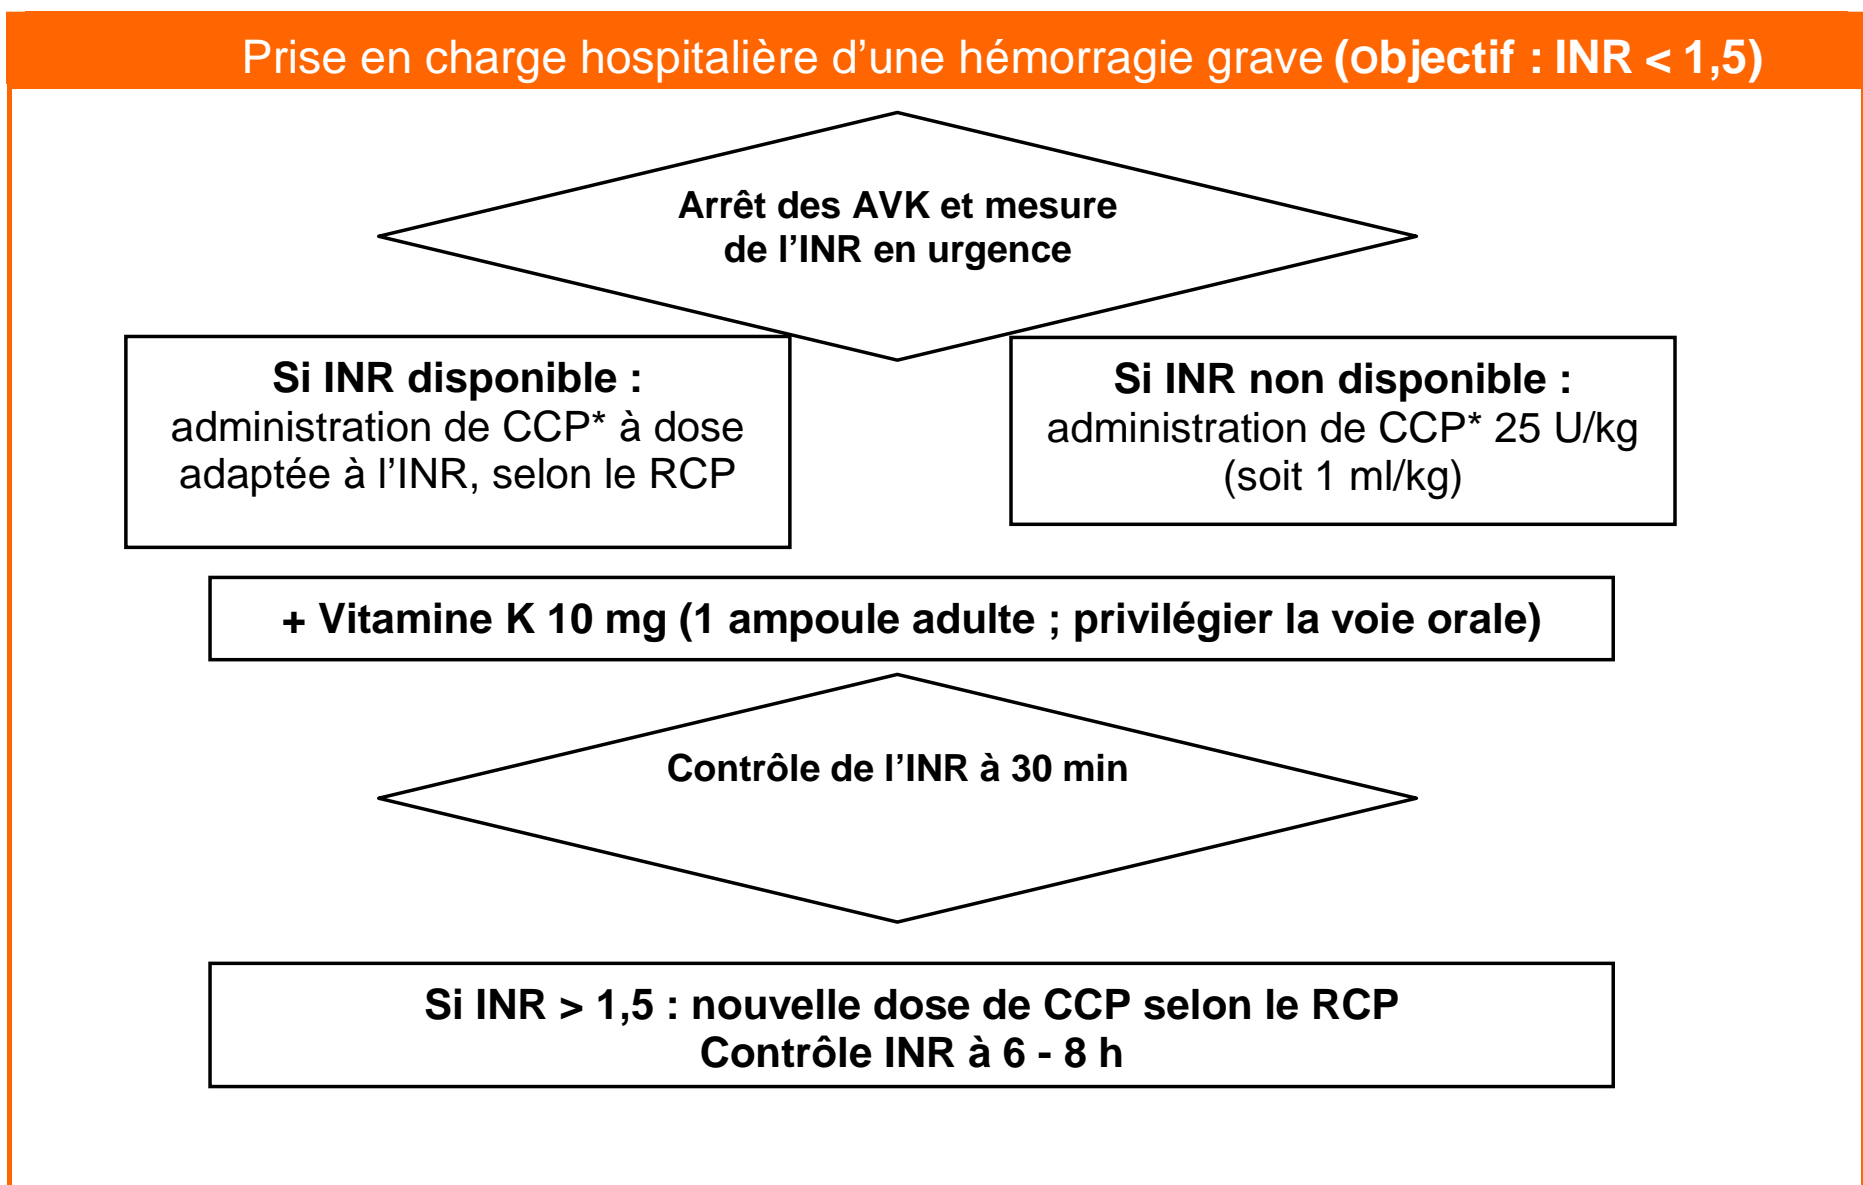 Prise en charge hospitalière d’une hémorragie grave (Objectif : INR < 1,5)
Arrêt des AVK et mesure
de l’INR en urgence
Si INR disponible :
administration de CCP* à dose
adaptée à l’INR, selon le RCP
Si INR non disponible :
administration de CCP* 25 U/kg
(soit 1 ml/kg)
+ Vitamine K 10 mg (1 ampoule adulte ; privilégier la voie orale)
Contrôle de l’INR à 30 min
Si INR > 1,5 : nouvelle dose de CCP selon le RCP
Contrôle INR à 6 - 8 h